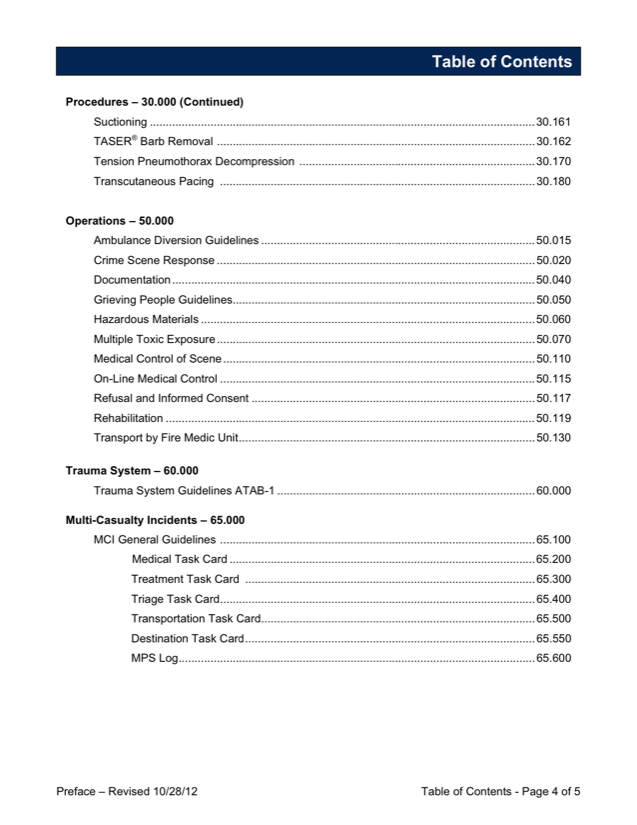 Table of Contents
Procedures – 30.000 (Continued)
Suctioning ........................................................ 30.161
TASER® Barb Removal ........................................................ 30.162
Tension Pneumothorax Decompression ........................................................ 30.170
Transcutaneous Pacing ........................................................ 30.180
Operations – 50.000
Ambulance Diversion Guidelines ........................................................ 50.015
Crime Scene Response ........................................................ 50.020
Documentation ........................................................ 50.040
Grieving People Guidelines ........................................................ 50.050
Hazardous Materials ........................................................ 50.060
Multiple Toxic Exposure ........................................................ 50.070
Medical Control of Scene ........................................................ 50.110
On-Line Medical Control ........................................................ 50.115
Refusal and Informed Consent ........................................................ 50.117
Rehabilitation ........................................................ 50.119
Transport by Fire Medic Unit ........................................................ 50.130
Trauma System – 60.000
Trauma System Guidelines ATAB-1 ........................................................ 60.000
Multi-Casualty Incidents – 65.000
MCI General Guidelines ........................................................ 65.100
Medical Task Card ........................................................ 65.200
Treatment Task Card ........................................................ 65.300
Triage Task Card ........................................................ 65.400
Transportation Task Card ........................................................ 65.500
Destination Task Card ........................................................ 65.550
MPS Log ........................................................ 65.600
Preface – Revised 10/28/12 Table of Contents - Page 4 of 5